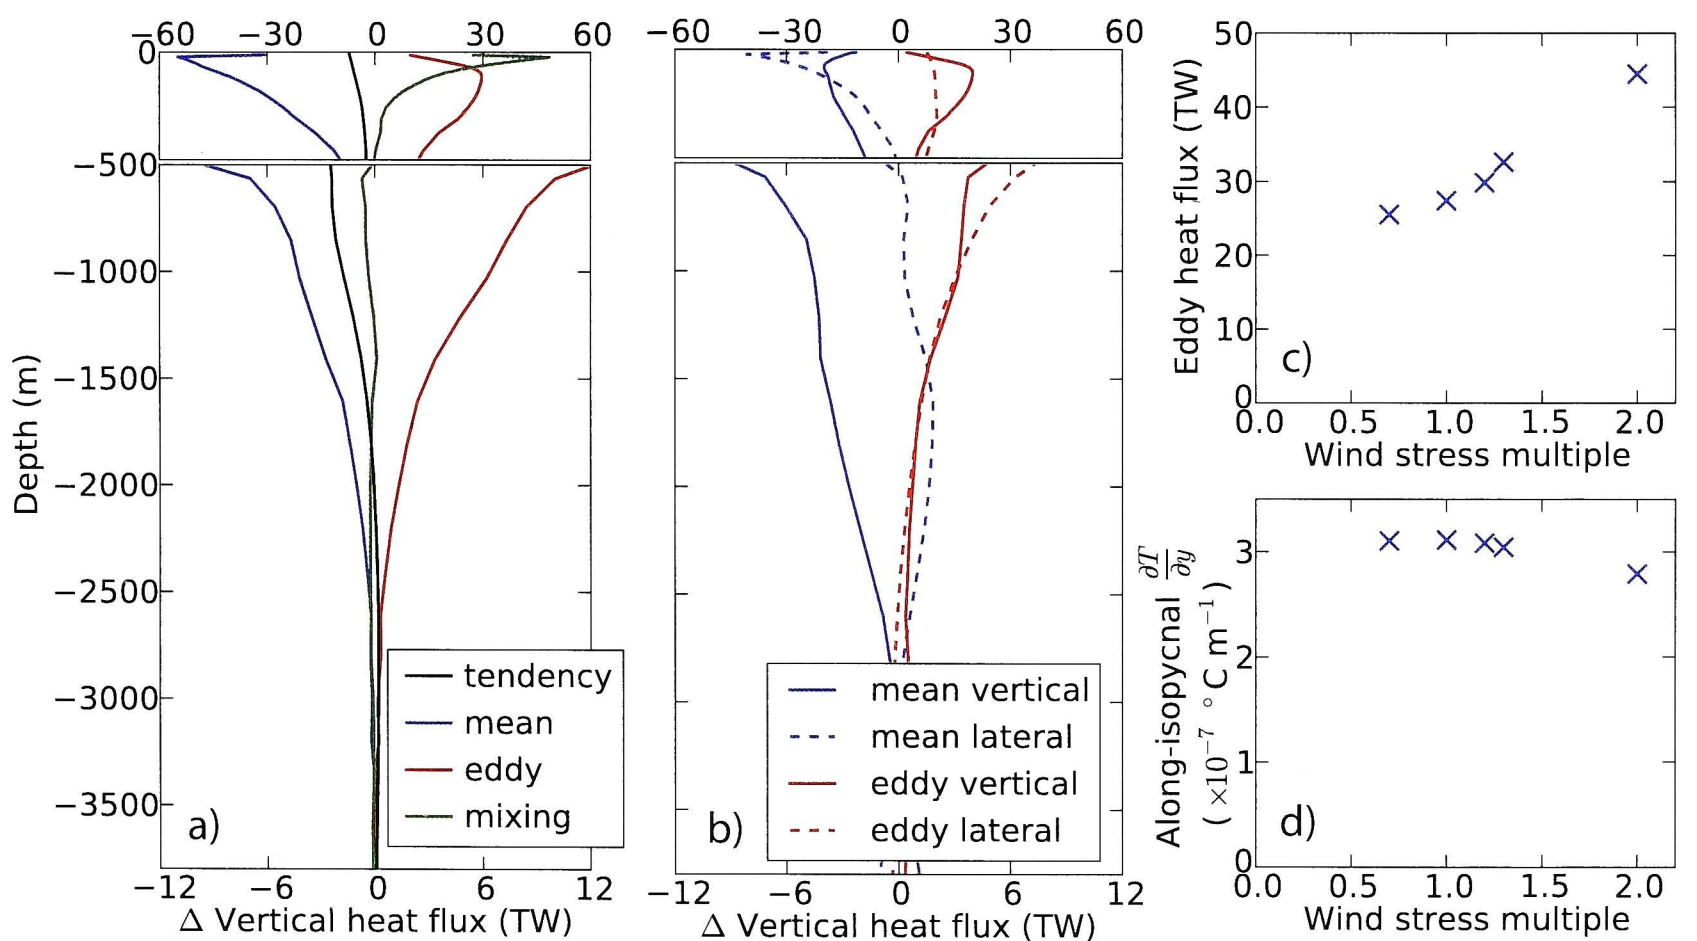 −60 −30 0 30 60
0
−500
−1000
−1500
−2000
−2500
−3000
−3500
Depth (m)
tendency
mean
eddy
mixing
a)
−12 −6 0 6 12
Δ Vertical heat flux (TW)
−60 −30 0 30 60
mean vertical
mean lateral
eddy vertical
eddy lateral
b)
−12 −6 0 6 12
Δ Vertical heat flux (TW)
50
40
30
20
10
0
Eddy heat flux (TW)
c)
0.0 0.5 1.0 1.5 2.0
Wind stress multiple
3
2
1
0
Along-isopycnal ∂T/∂y
(×10⁻⁷ °C m⁻¹)
d)
0.0 0.5 1.0 1.5 2.0
Wind stress multiple